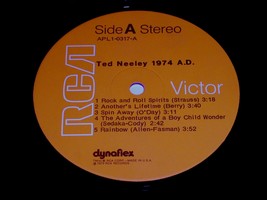 Side A Stereo
APL1-0317-A
Ted Neeley 1974 A.D.
RCA
Victor
1 Rock and Roll Spirits (Strauss) 3:18
2 Another's Lifetime (Berry) 3:40
3 Spin Away (O'Day) 3:11
4 The Adventures of a Boy Child Wonder
(Sedaka-Cody) 2:42
5 Rainbow (Allen-Fasman) 3:52
dynaflex